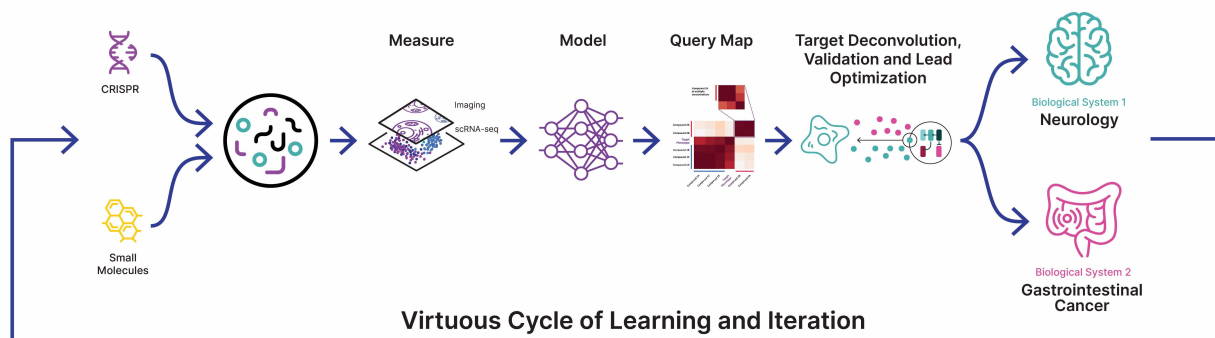 CRISPR
Small
Molecules
Measure
Imaging
scRNA-seq
Model
Query Map
Target Deconvolution,
Validation and Lead
Optimization
Biological System 1
Neurology
Biological System 2
Gastrointestinal
Cancer
Virtuous Cycle of Learning and Iteration